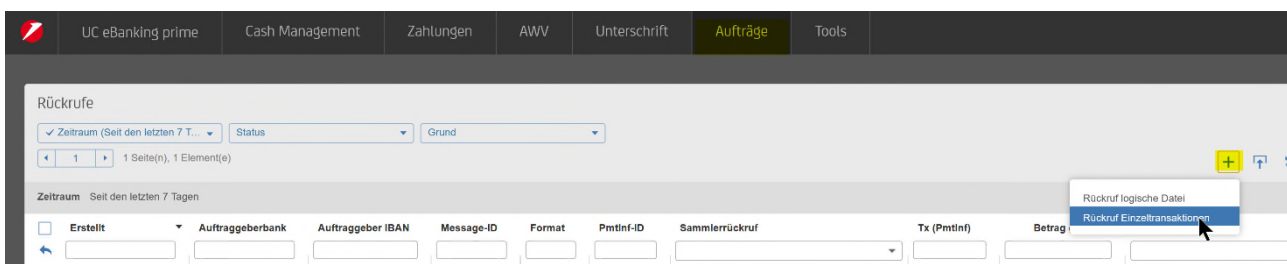 UC eBanking prime Cash Management Zahlungen AWV Unterschrift Aufträge Tools
Rückrufe
Zeitraum (Seit den letzten 7 T... Status Grund
1 1 Seite(n), 1 Element(e)
Zeitraum Seit den letzten 7 Tagen
Rückruf logische Datei
Rückruf Einzeltransaktionen
Erstellt Auftraggeberbank Auftraggeber IBAN Message-ID Format PmtInf-ID Sammlerrückruf Tx (PmtInf) Betrag